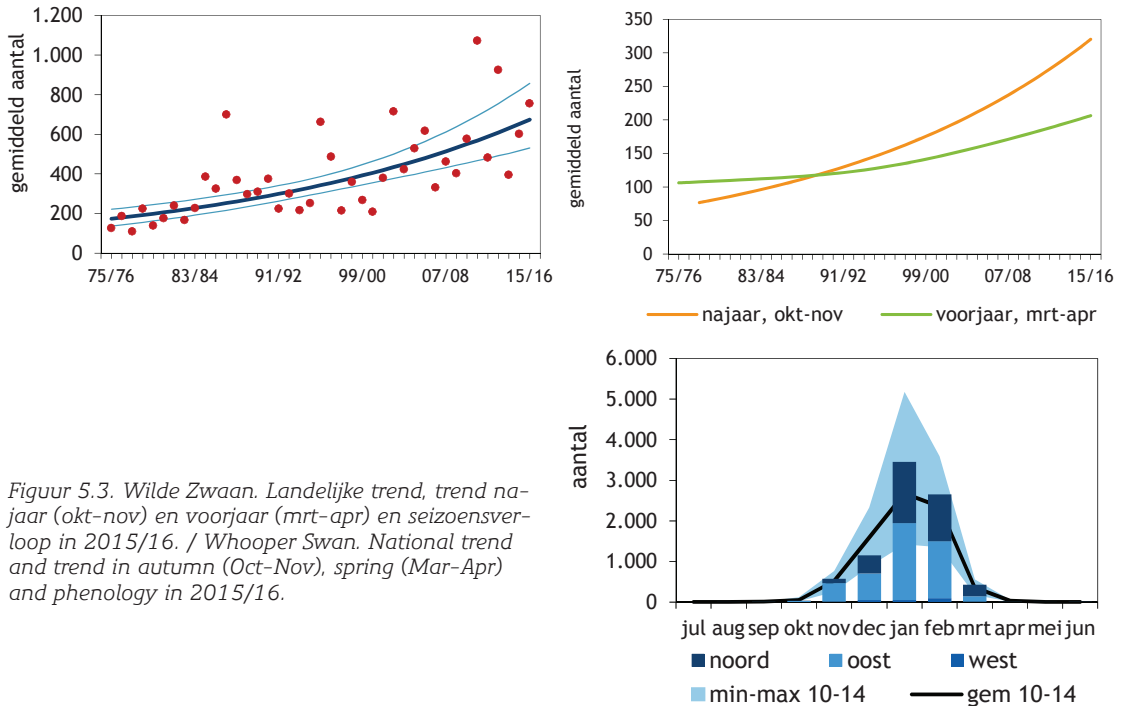 1.200
1.000
800
600
400
200
0
gemiddeld aantal
75/76 83/84 91/92 99/00 07/08 15/16
350
300
250
200
150
100
50
0
gemiddeld aantal
75/76 83/84 91/92 99/00 07/08 15/16
najaar, okt-nov voorjaar, mrt-apr
6.000
5.000
4.000
3.000
2.000
1.000
0
aantal
jul aug sep okt nov dec jan feb mrt apr mei jun
noord oost west
min-max 10-14 gem 10-14
Figuur 5.3. Wilde Zwaan. Landelijke trend, trend na-
jaar (okt-nov) en voorjaar (mrt-apr) en seizoensver-
loop in 2015/16. / Whooper Swan. National trend
and trend in autumn (Oct-Nov), spring (Mar-Apr)
and phenology in 2015/16.